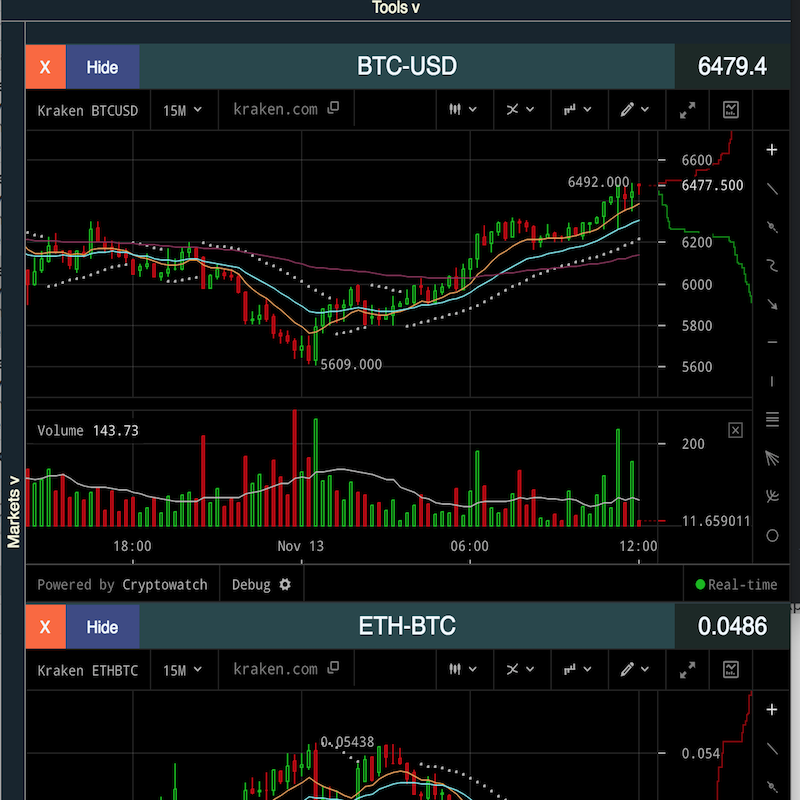 Tools v
X Hide BTC-USD 6479.4
Kraken BTCUSD 15M kraken.com
6600
6492.000
6477.500
6200
6000
5800
5609.000
5600
Volume 143.73
200
11.659011
Markets v
18:00 Nov 13 06:00 12:00
Powered by Cryptowatch Debug Real-time
X Hide ETH-BTC 0.0486
Kraken ETHBTC 15M kraken.com
0.05438
0.054